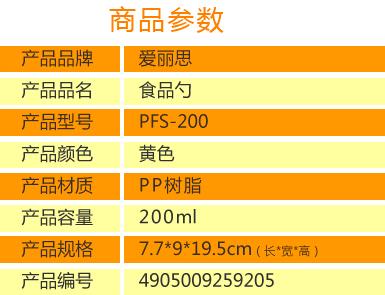 商品参数
产品品牌 爱丽思
产品品名 食品勺
产品型号 PFS-200
产品颜色 黄色
产品材质 PP树脂
产品容量 200ml
产品规格 7.7*9*19.5cm(长*宽*高)
产品编号 4905009259205